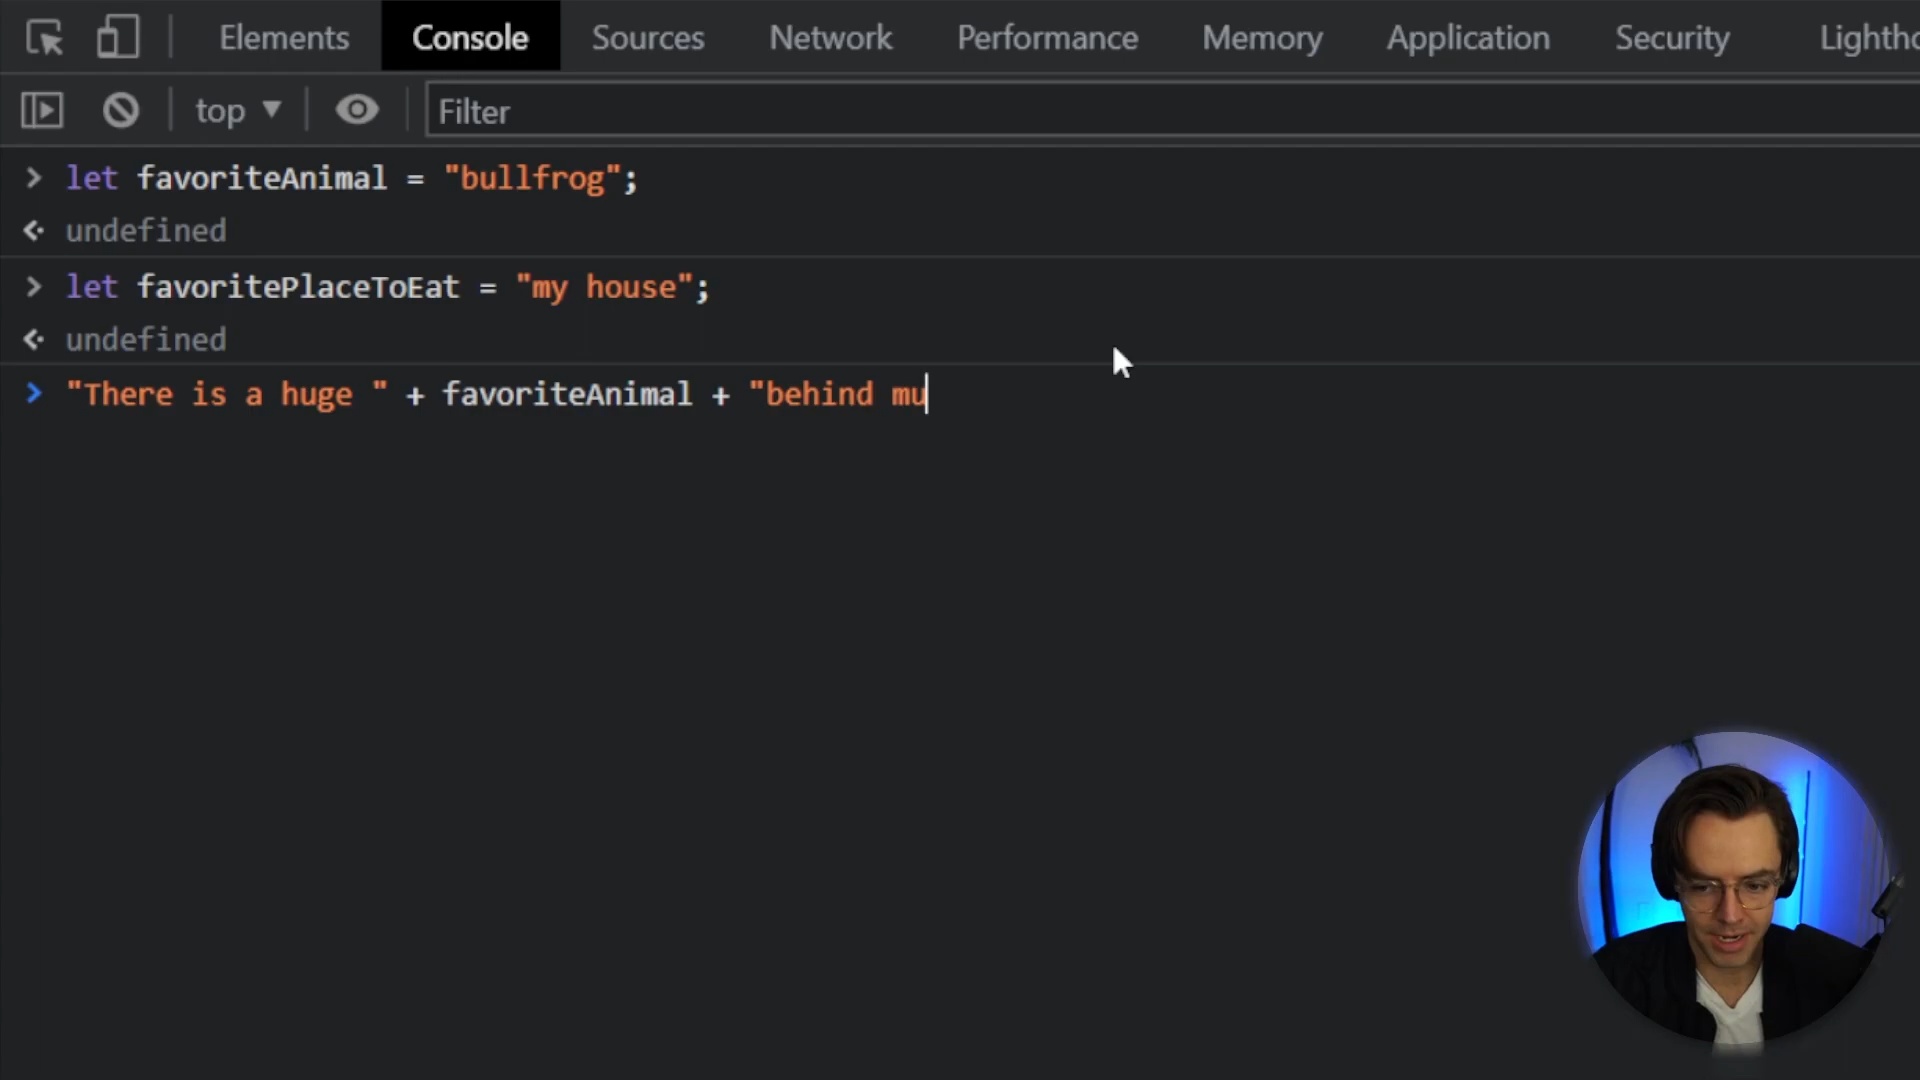 Elements Console Sources Network Performance Memory Application Security Lightho
top Filter
let favoriteAnimal = "bullfrog";
undefined
let favoritePlaceToEat = "my house";
undefined
"There is a huge " + favoriteAnimal + "behind mu